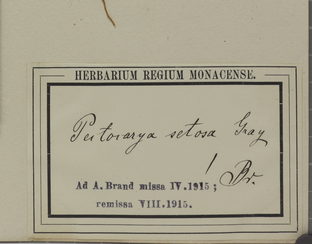 HERBARIUM REGIUM MONACENSE.
Pectocarya setosa Gray
! Br.
Ad A. Brand missa IV. 1915;
remissa VIII. 1915.